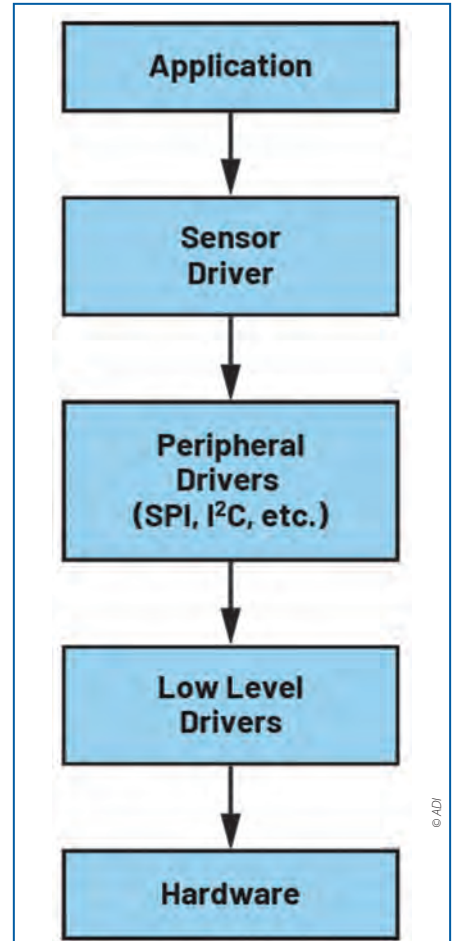 Application
Sensor
Driver
Peripheral
Drivers
(SPI, I²C, etc.)
Low Level
Drivers
© ADI
Hardware